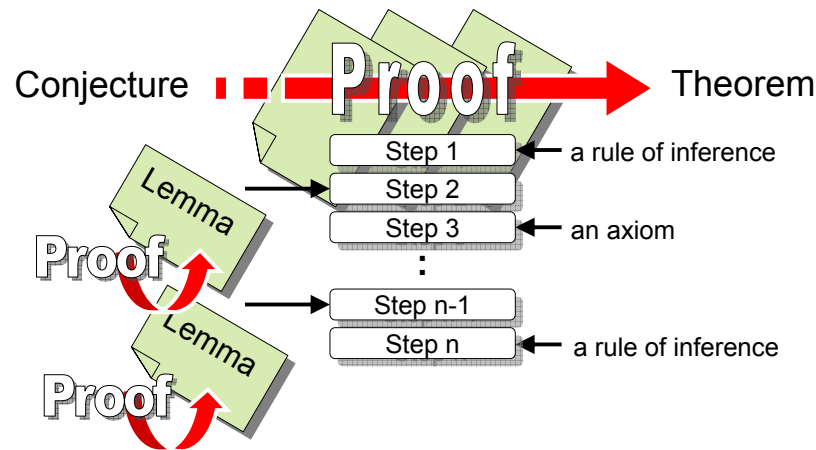 Conjecture Proof Theorem
Step 1 a rule of inference
Lemma Step 2
Step 3 an axiom
Proof
:
Step n-1
Lemma
Step n a rule of inference
Proof